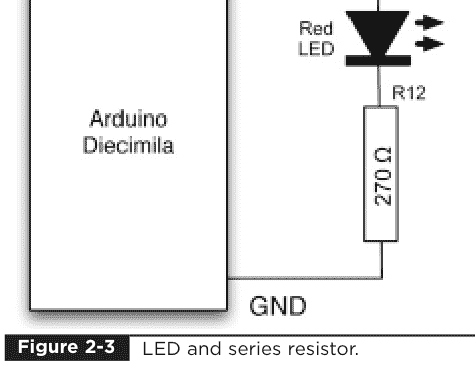 Red
LED
R12
Arduino
Diecimila
270 Ω
GND
Figure 2-3 LED and series resistor.